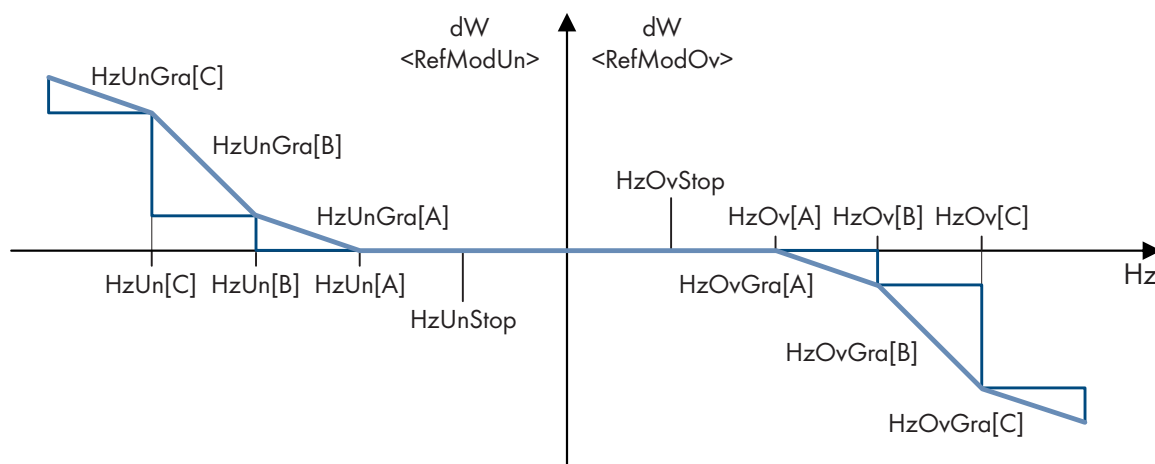 dW
<RefModUn>
dW
<RefModOv>
HzUnGra[C]
HzUnGra[B]
HzUnGra[A]
HzOvStop
HzOv[A]
HzOv[B]
HzOv[C]
Hz
HzUn[C]
HzUn[B]
HzUn[A]
HzUnStop
HzOvGra[A]
HzOvGra[B]
HzOvGra[C]